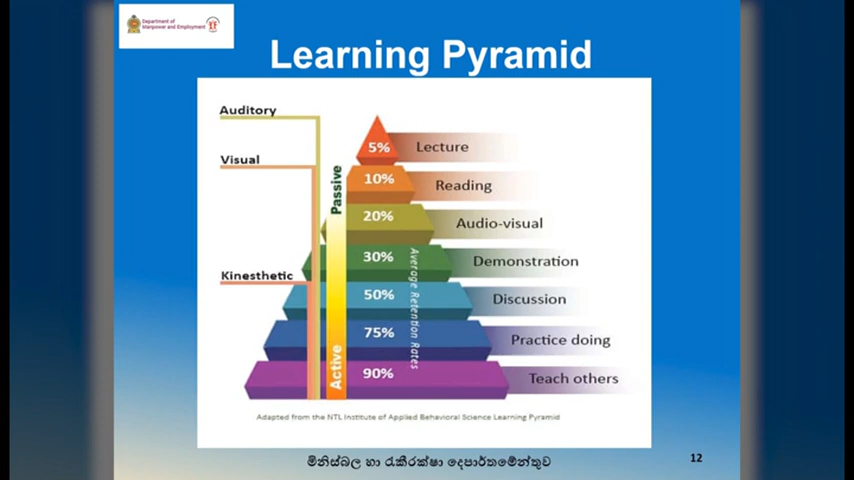 Department of
Manpower and Employment
Learning Pyramid
Auditory
Visual
Kinesthetic
Passive
Active
Average Retention Rates
5% Lecture
10% Reading
20% Audio-visual
30% Demonstration
50% Discussion
75% Practice doing
90% Teach others
Adapted from the NTL Institute of Applied Behavioral Science Learning Pyramid
මිනිස්බල හා රැකීරක්ෂා දෙපාර්තමේන්තුව
12